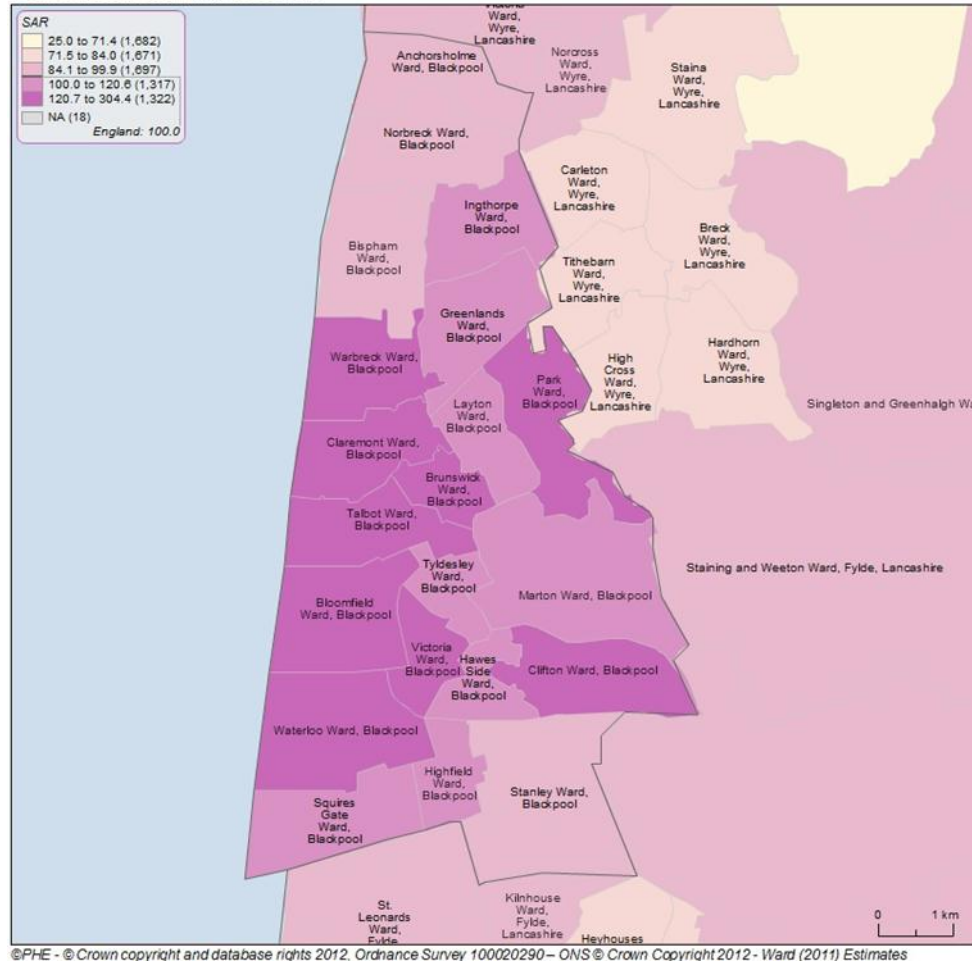 SAR
25.0 to 71.4 (1,682)
71.5 to 84.0 (1,671)
84.1 to 99.9 (1,697)
100.0 to 120.6 (1,317)
120.7 to 304.4 (1,322)
NA (18)
England: 100.0
Ward,
Wyre,
Lancashire
Norcross
Ward,
Wyre,
Lancashire
Anchorsholme
Ward, Blackpool
Staina
Ward,
Wyre,
Lancashire
Norbreck Ward,
Blackpool
Carleton
Ward,
Wyre,
Lancashire
Ingthorpe
Ward,
Blackpool
Breck
Ward,
Wyre,
Lancashire
Bispham
Ward,
Blackpool
Tithebarn
Ward,
Wyre,
Lancashire
Greenlands
Ward,
Blackpool
Hardhorn
Ward,
Wyre,
Lancashire
Warbreck Ward,
Blackpool
High
Cross
Ward,
Wyre,
Lancashire
Park
Ward,
Blackpool
Layton
Ward,
Blackpool
Singleton and Greenhalgh Wa
Claremont Ward,
Blackpool
Brunswick
Ward,
Blackpool
Talbot Ward,
Blackpool
Tyldesley
Ward,
Blackpool
Staining and Weeton Ward, Fylde, Lancashire
Marton Ward, Blackpool
Bloomfield
Ward, Blackpool
Victoria
Ward,
Blackpool
Hawes
Side
Ward,
Blackpool
Clifton Ward, Blackpool
Waterloo Ward, Blackpool
Highfield
Ward,
Blackpool
Stanley Ward,
Blackpool
Squires
Gate
Ward,
Blackpool
St.
Leonards
Ward,
Fylde,
Kilnhouse
Ward,
Fylde,
Lancashire
Heyhouses
0 1 km
©PHE - © Crown copyright and database rights 2012, Ordnance Survey 100020290 – ONS © Crown Copyright 2012 - Ward (2011) Estimates